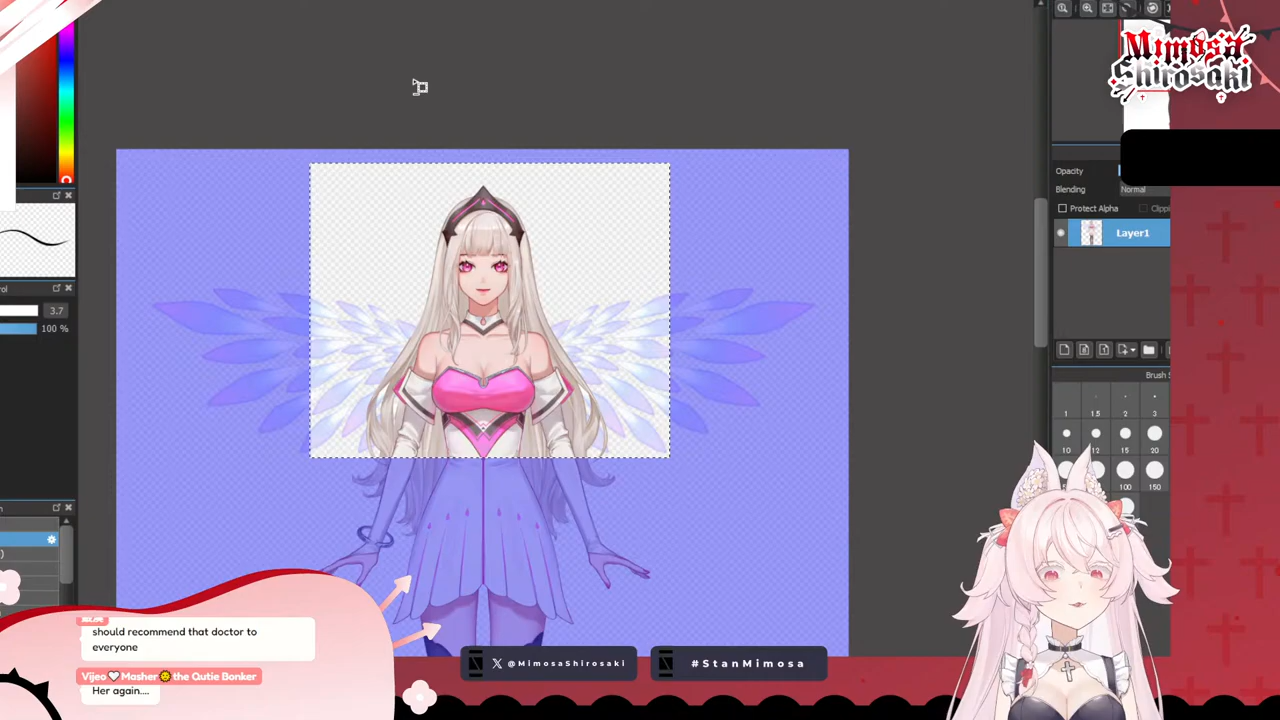 Mimosa
Shirosaki
Opacity
Blending
Normal
Protect Alpha
Layer1
3.7
100 %
1
1.5
2
3
10
12
15
20
100
150
should recommend that doctor to
everyone
Vijeo🤍Masher the Qutie Bonker
Her again....
@MimosaShirosaki
#StanMimosa